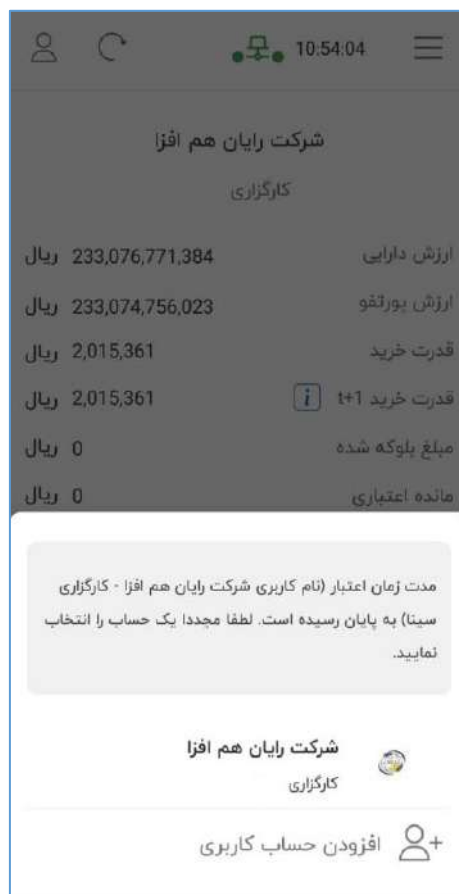 10:54:04
شرکت رایان هم افزا
کارگزاری
ارزش دارایی 233,076,771,384 ریال
ارزش پورتفو 233,074,756,023 ریال
قدرت خرید 2,015,361 ریال
قدرت خرید t+1 i 2,015,361 ریال
مبلغ بلوکه شده 0 ریال
مانده اعتباری 0 ریال
مدت زمان اعتبار (نام کاربری شرکت رایان هم افزا - کارگزاری
سینا) به پایان رسیده است. لطفا مجددا یک حساب را انتخاب
نمایید.
شرکت رایان هم افزا
کارگزاری
افزودن حساب کاربری